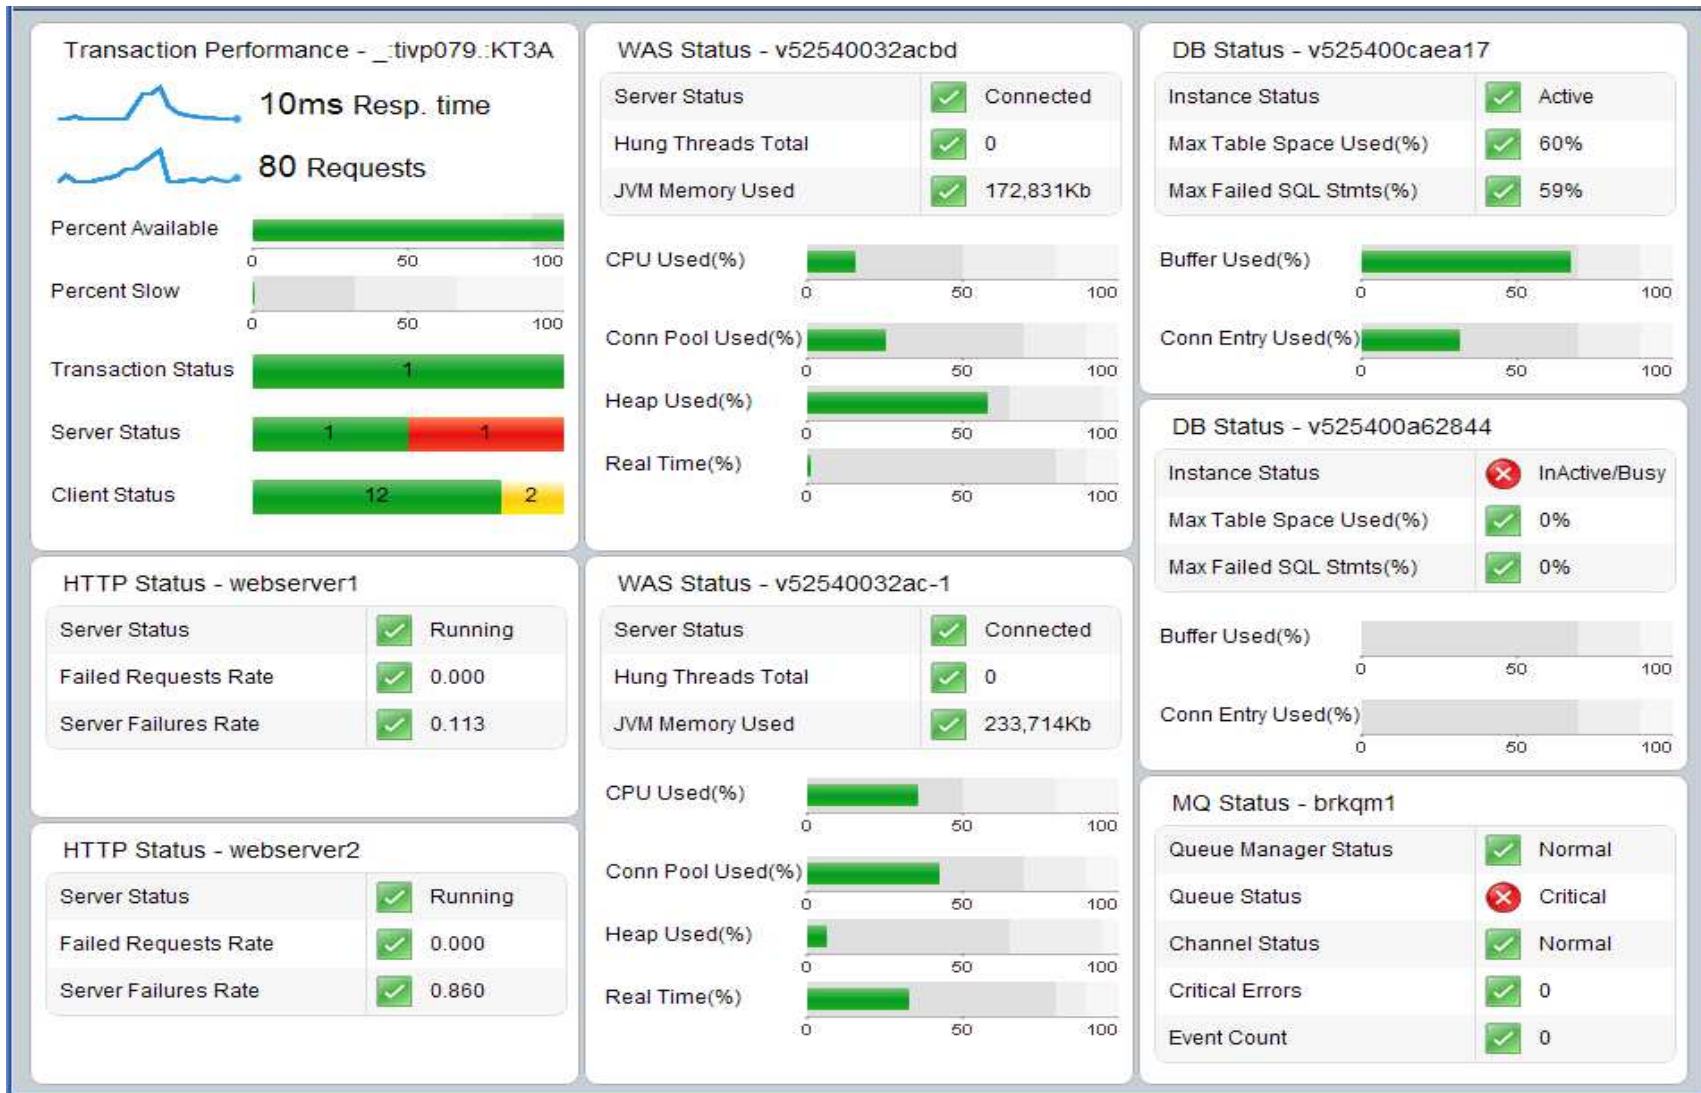 Transaction Performance - _:tivp079.:KT3A
10ms Resp. time
80 Requests
Percent Available
0 50 100
Percent Slow
0 50 100
Transaction Status 1
Server Status 1 1
Client Status 12 2
HTTP Status - webserver1
Server Status Running
Failed Requests Rate 0.000
Server Failures Rate 0.113
HTTP Status - webserver2
Server Status Running
Failed Requests Rate 0.000
Server Failures Rate 0.860
WAS Status - v52540032acbd
Server Status Connected
Hung Threads Total 0
JVM Memory Used 172,831Kb
CPU Used(%)
0 50 100
Conn Pool Used(%)
0 50 100
Heap Used(%)
0 50 100
Real Time(%)
0 50 100
WAS Status - v52540032ac-1
Server Status Connected
Hung Threads Total 0
JVM Memory Used 233,714Kb
CPU Used(%)
0 50 100
Conn Pool Used(%)
0 50 100
Heap Used(%)
0 50 100
Real Time(%)
0 50 100
DB Status - v525400caea17
Instance Status Active
Max Table Space Used(%) 60%
Max Failed SQL Stmts(%) 59%
Buffer Used(%)
0 50 100
Conn Entry Used(%)
0 50 100
DB Status - v525400a62844
Instance Status InActive/Busy
Max Table Space Used(%) 0%
Max Failed SQL Stmts(%) 0%
Buffer Used(%)
0 50 100
Conn Entry Used(%)
0 50 100
MQ Status - brkqm1
Queue Manager Status Normal
Queue Status Critical
Channel Status Normal
Critical Errors 0
Event Count 0